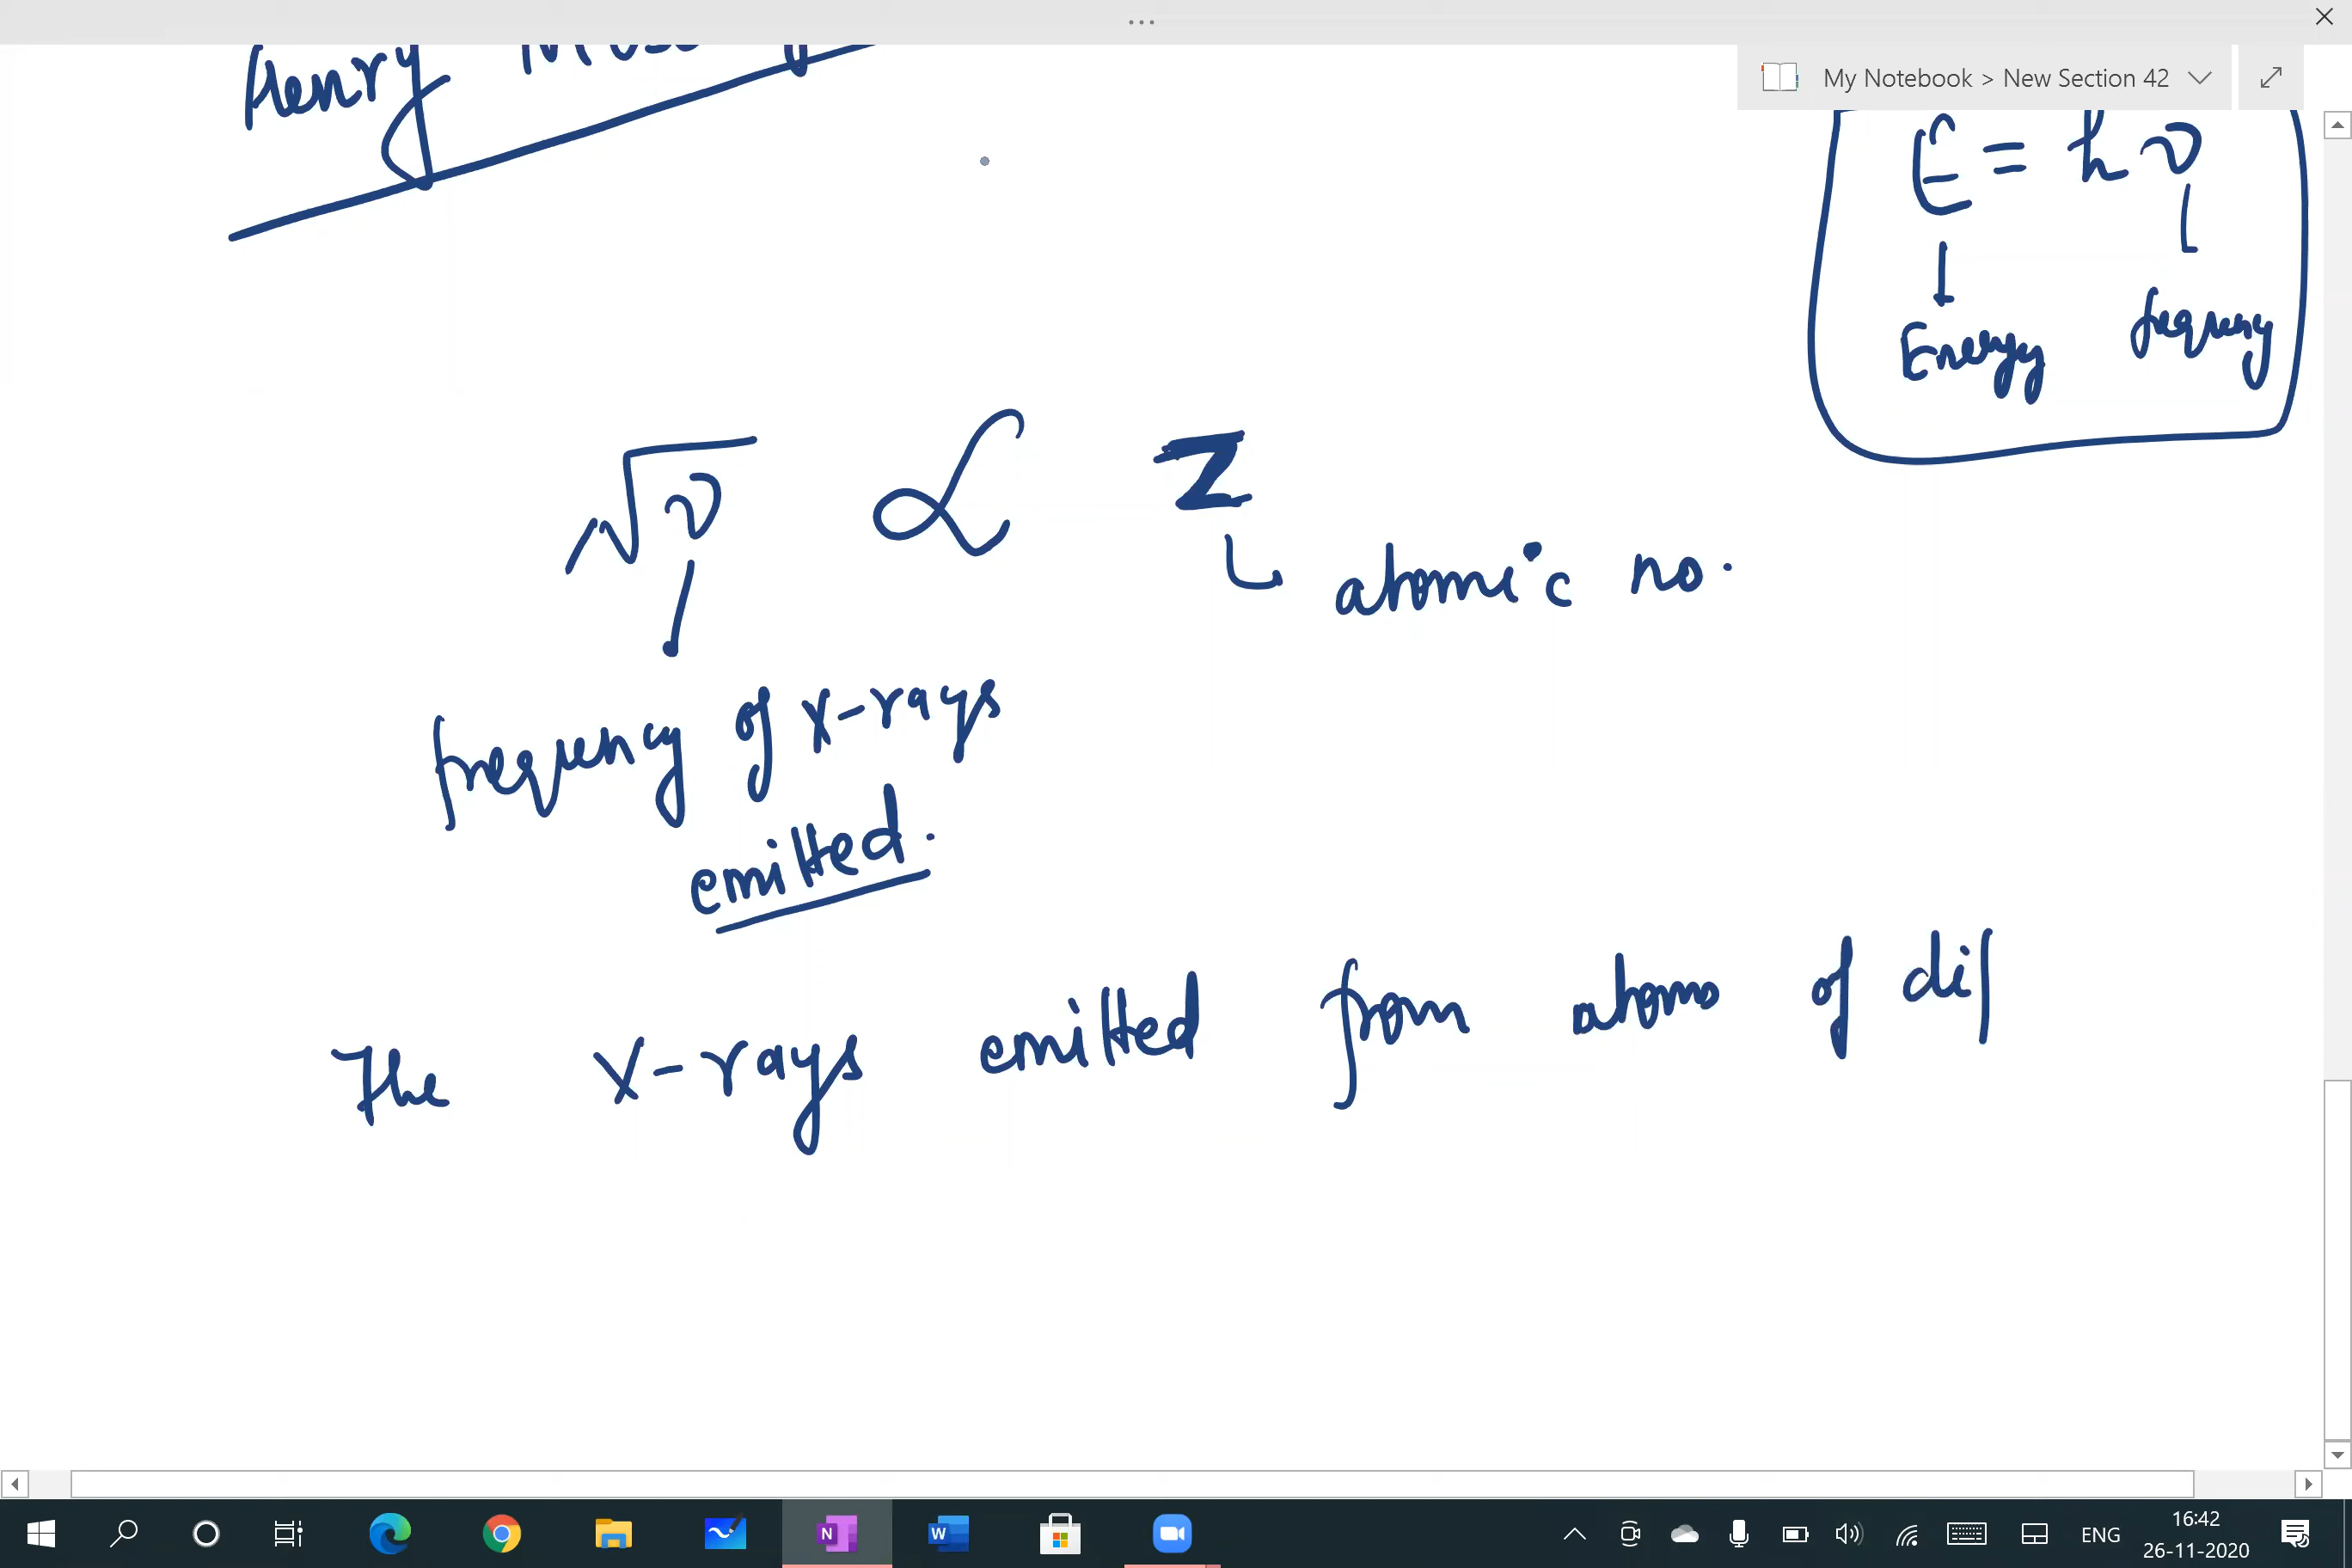 ...
My Notebook > New Section 42
Henry
E = hν
Energy frequency
√ν ∝ Z
atomic no.
frequency of X-rays
emitted.
The X-rays emitted from atoms of dif
N
W
ENG
16:42
26-11-2020